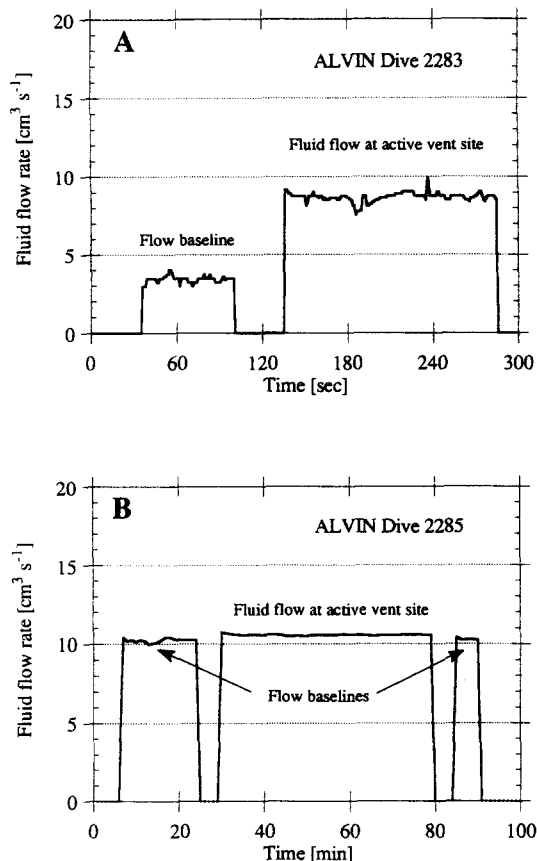 20
A
ALVIN Dive 2283
15
Fluid flow at active vent site
10
Flow baseline
5
0
Fluid flow rate [cm³ s⁻¹]
0 60 120 180 240 300
Time [sec]
20
B
ALVIN Dive 2285
15
Fluid flow at active vent site
10
Flow baselines
5
0
Fluid flow rate [cm³ s⁻¹]
0 20 40 60 80 100
Time [min]